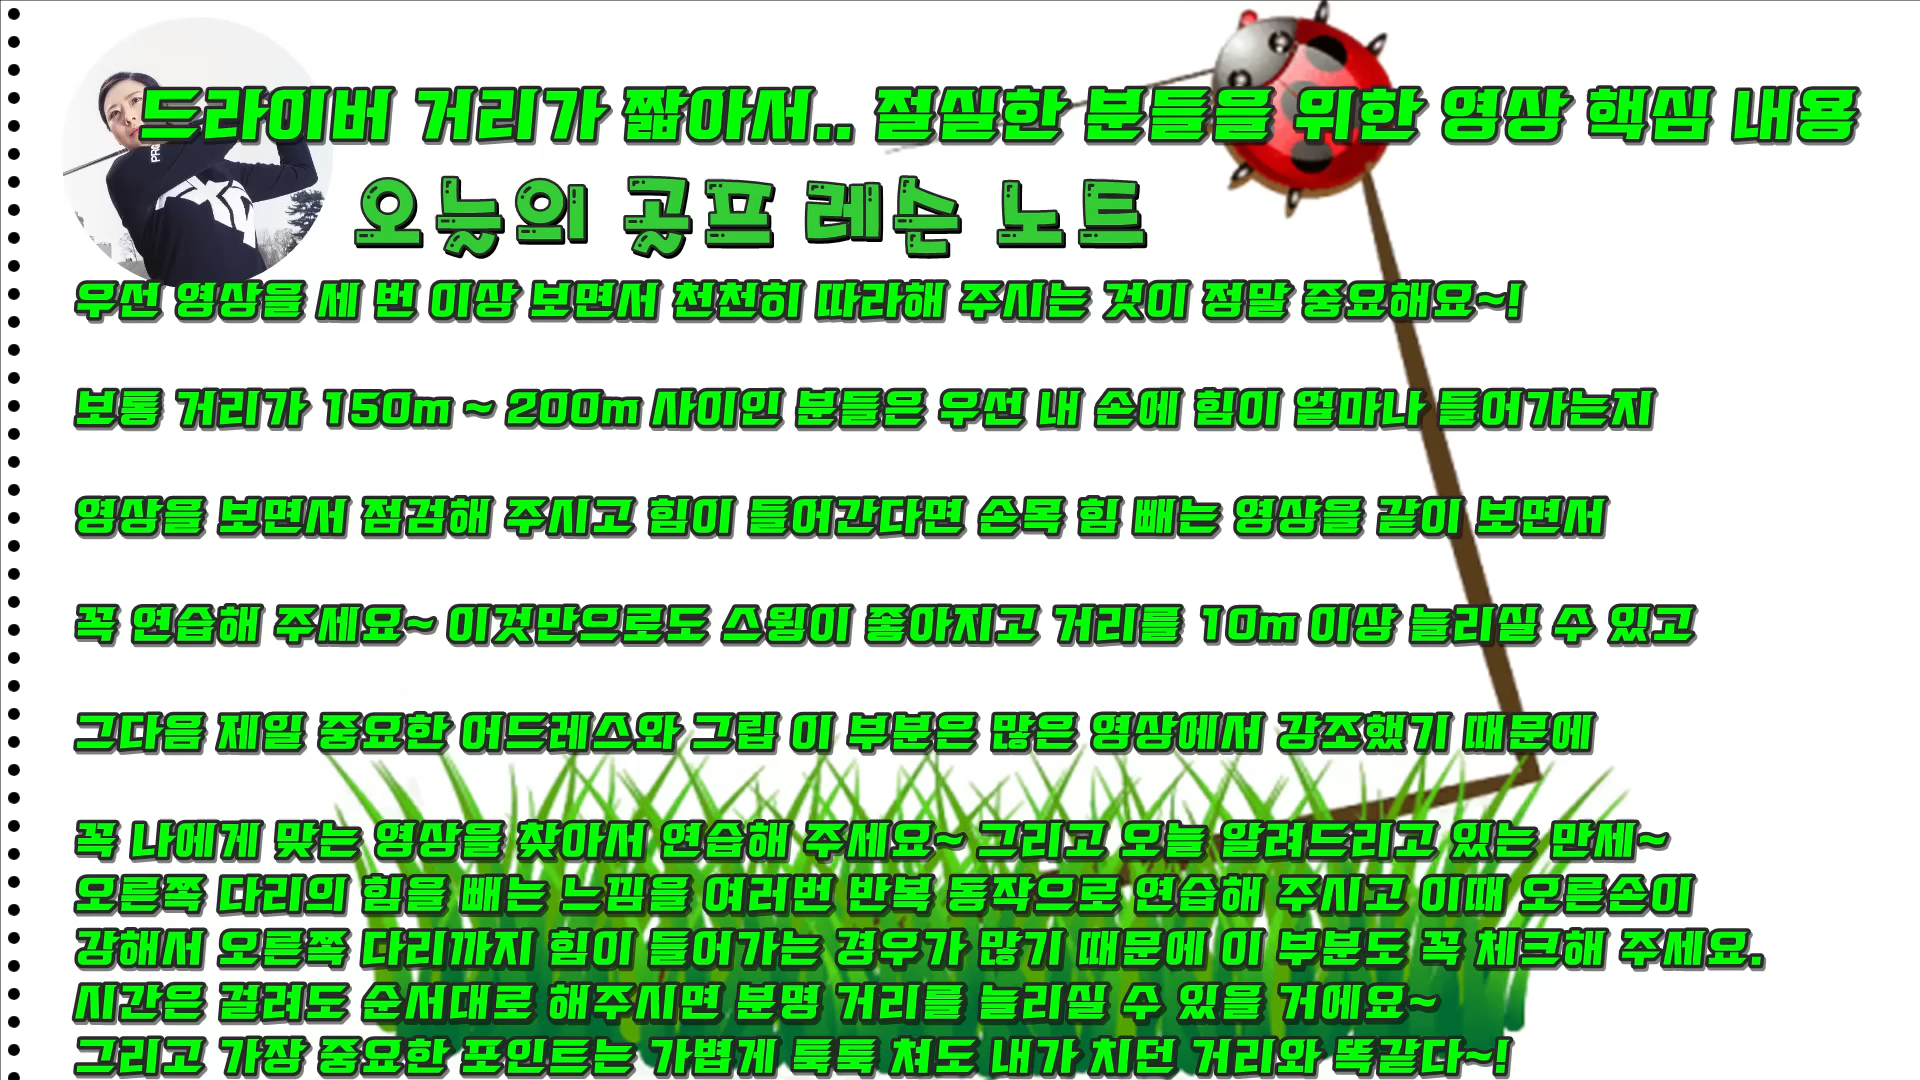 드라이버 거리가 짧아서.. 절실한 분들을 위한 영상 핵심 내용
오늘의 골프 레슨 노트
우선 영상을 세 번 이상 보면서 천천히 따라해 주시는 것이 정말 중요해요~!
보통 거리가 150m ~ 200m 사이인 분들은 우선 내 손에 힘이 얼마나 들어가는지
영상을 보면서 점검해 주시고 힘이 들어간다면 손목 힘 빼는 영상을 같이 보면서
꼭 연습해 주세요~ 이것만으로도 스윙이 좋아지고 거리를 10m 이상 늘리실 수 있고
그다음 제일 중요한 어드레스와 그립 이 부분은 많은 영상에서 강조했기 때문에
꼭 나에게 맞는 영상을 찾아서 연습해 주세요~ 그리고 오늘 알려드리고 있는 만세~
오른쪽 다리의 힘을 빼는 느낌을 여러번 반복 동작으로 연습해 주시고 이때 오른손이
강해서 오른쪽 다리까지 힘이 들어가는 경우가 많기 때문에 이 부분도 꼭 체크해 주세요.
시간은 걸려도 순서대로 해주시면 분명 거리를 늘리실 수 있을 거에요~
그리고 가장 중요한 포인트는 가볍게 툭툭 쳐도 내가 치던 거리와 똑같다~!